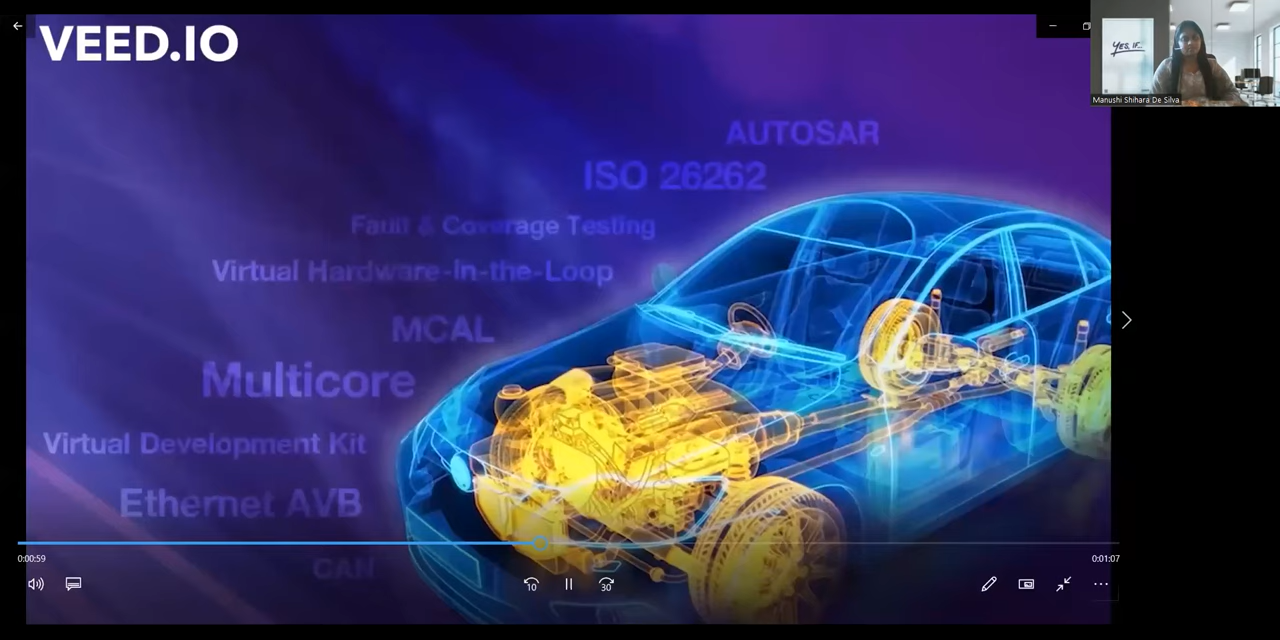 VEED.IO
YES, IF...
Manushi Shihara De Silva
AUTOSAR
ISO 26262
Fault & Coverage Testing
Virtual Hardware-in-the-Loop
MCAL
Multicore
Virtual Development Kit
Ethernet AVB
CAN
0:00:59
0:01:07
10
30